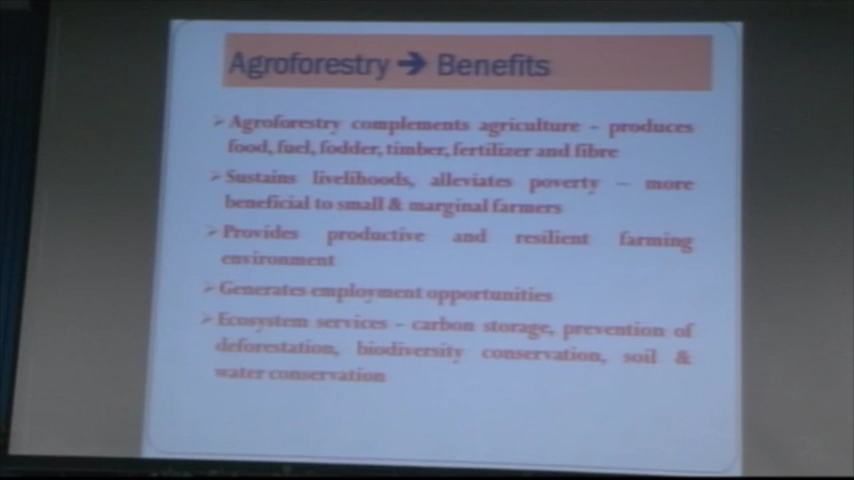 Agroforestry ➔ Benefits
➢ Agroforestry complements agriculture - produces
food, fuel, fodder, timber, fertilizer and fibre
➢ Sustains livelihoods, alleviates poverty – more
beneficial to small & marginal farmers
➢ Provides productive and resilient farming
environment
➢ Generates employment opportunities
➢ Ecosystem services - carbon storage, prevention of
deforestation, biodiversity conservation, soil &
water conservation